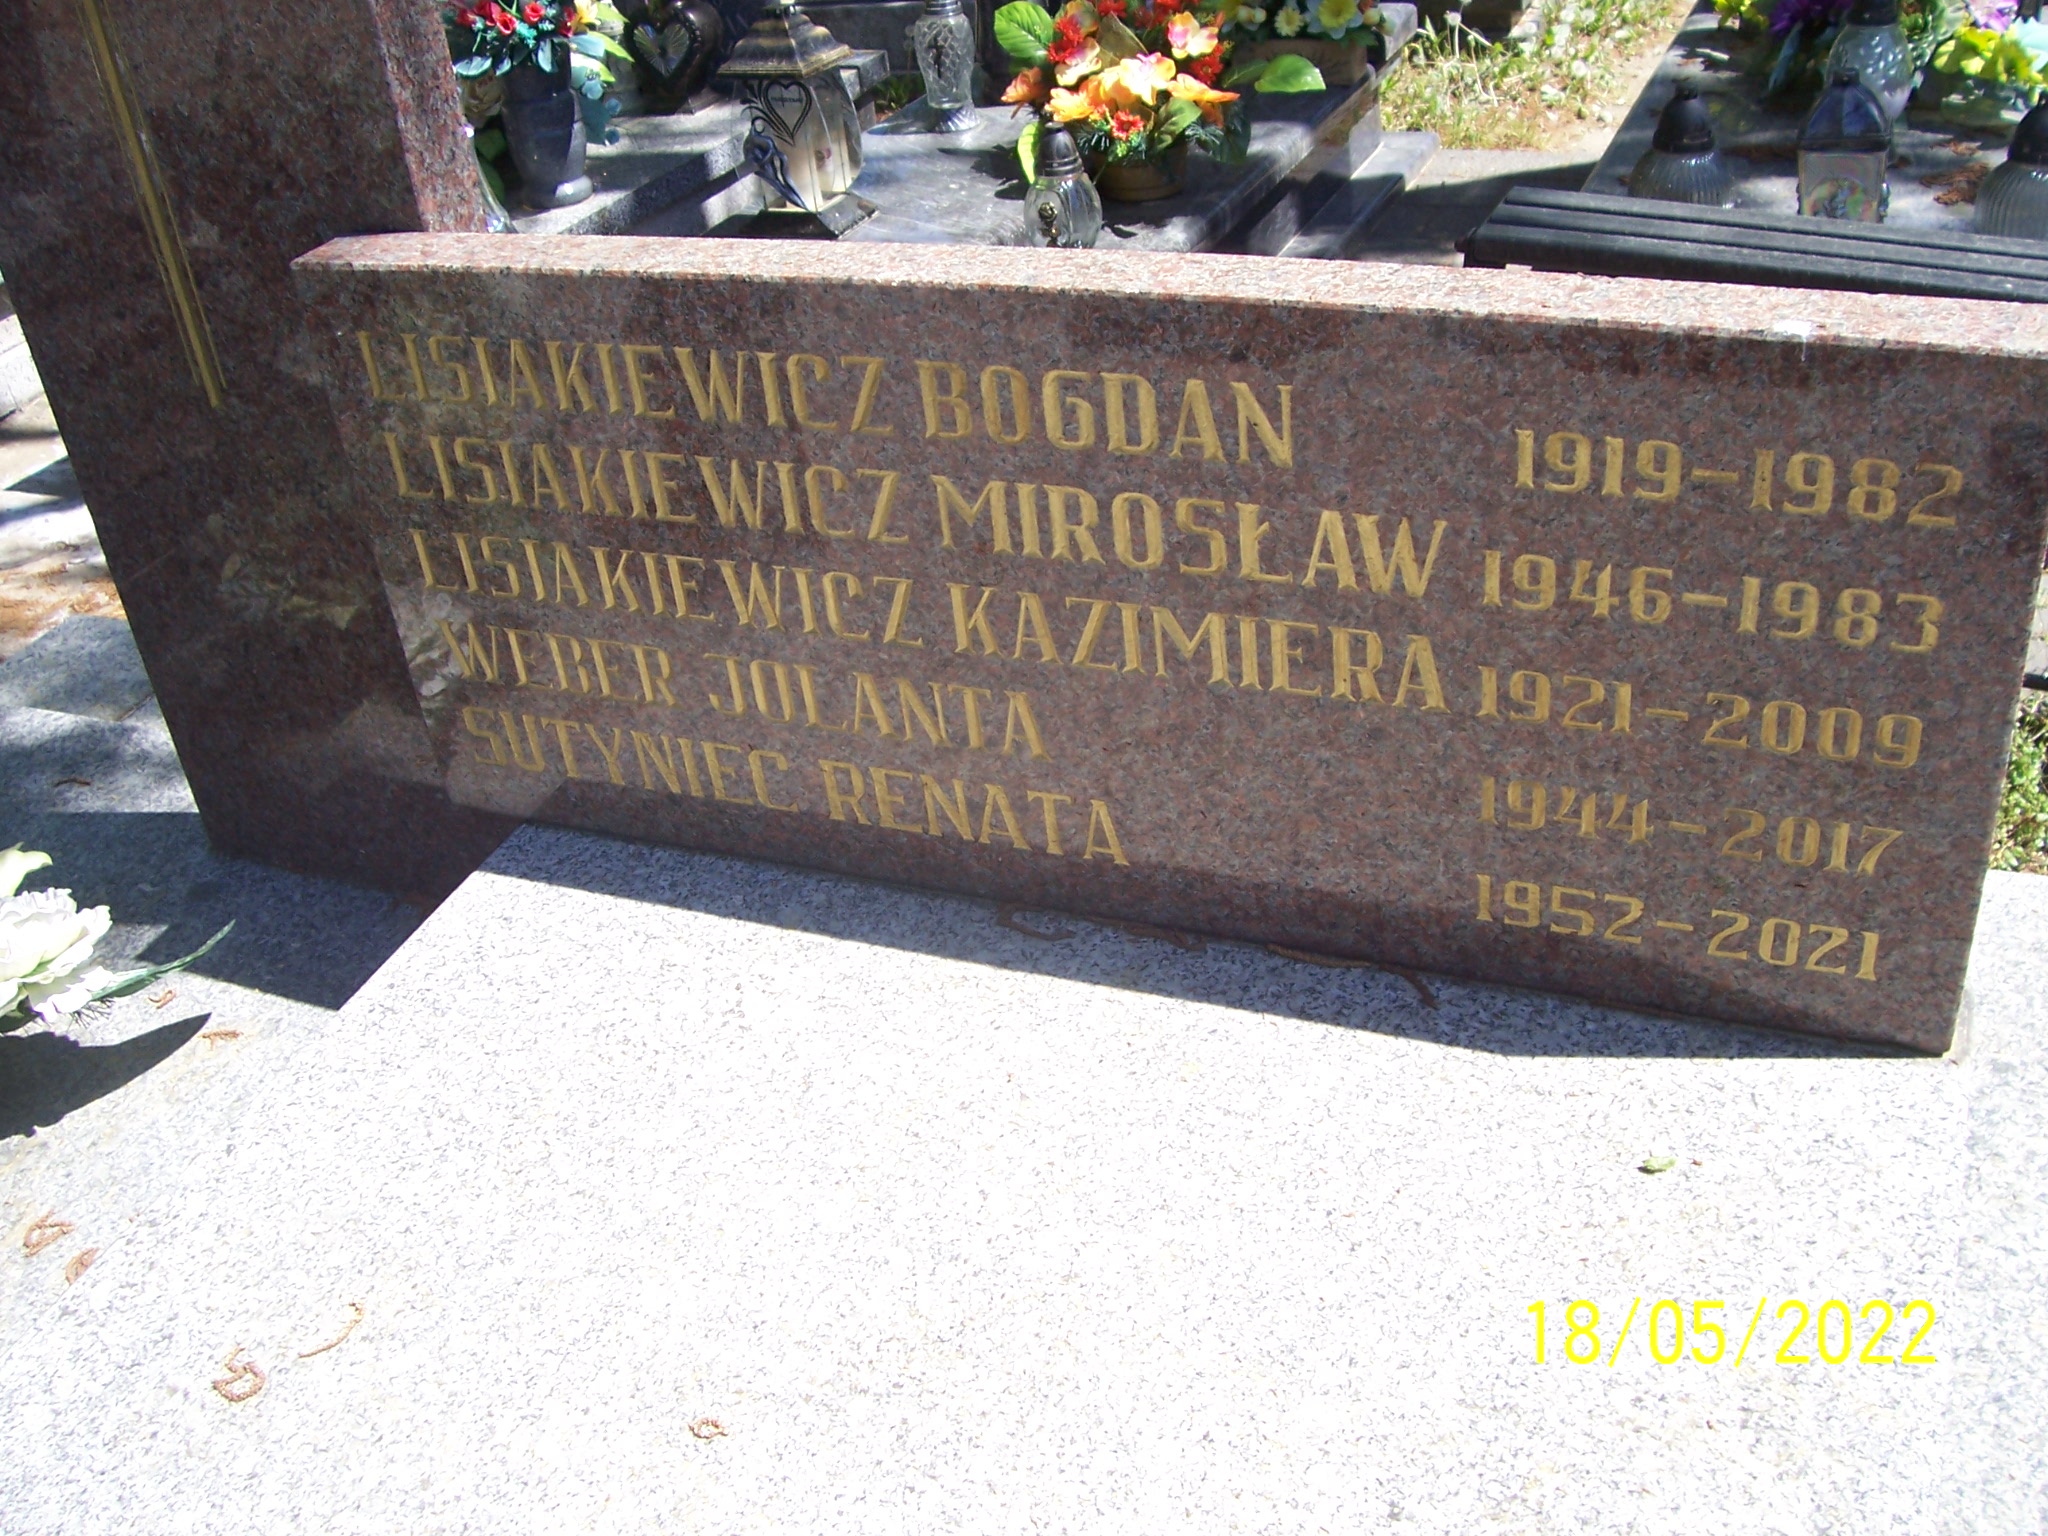 LISIAKIEWICZ BOGDAN 1919-1982
LISIAKIEWICZ MIROSŁAW 1946-1983
LISIAKIEWICZ KAZIMIERA 1921-2009
WEBER JOLANTA 1944-2017
SUTYNIEC RENATA 1952-2021
18/05/2022